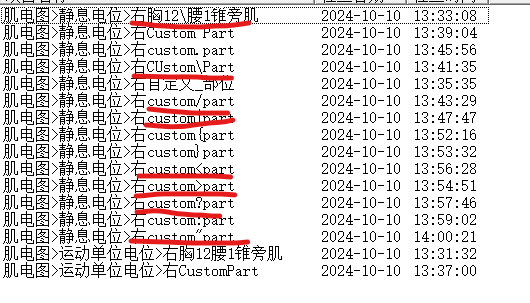 肌电图>静息电位>右胸12\腰1锥旁肌 2024-10-10 13:33:08
肌电图>静息电位>右Custom Part 2024-10-10 13:39:04
肌电图>静息电位>右custom.part 2024-10-10 13:45:56
肌电图>静息电位>右CUstom\Part 2024-10-10 13:41:35
肌电图>静息电位>右自定义_部位 2024-10-10 13:35:35
肌电图>静息电位>右custom/part 2024-10-10 13:43:29
肌电图>静息电位>右custom|part 2024-10-10 13:47:47
肌电图>静息电位>右custom{part 2024-10-10 13:52:16
肌电图>静息电位>右custom}part 2024-10-10 13:53:32
肌电图>静息电位>右custom<part 2024-10-10 13:56:28
肌电图>静息电位>右custom>part 2024-10-10 13:54:51
肌电图>静息电位>右custom?part 2024-10-10 13:57:46
肌电图>静息电位>右custom:part 2024-10-10 13:59:02
肌电图>静息电位>右custom"part 2024-10-10 14:00:21
肌电图>运动单位电位>右胸12腰1锥旁肌 2024-10-10 13:31:32
肌电图>运动单位电位>右CustomPart 2024-10-10 13:37:00